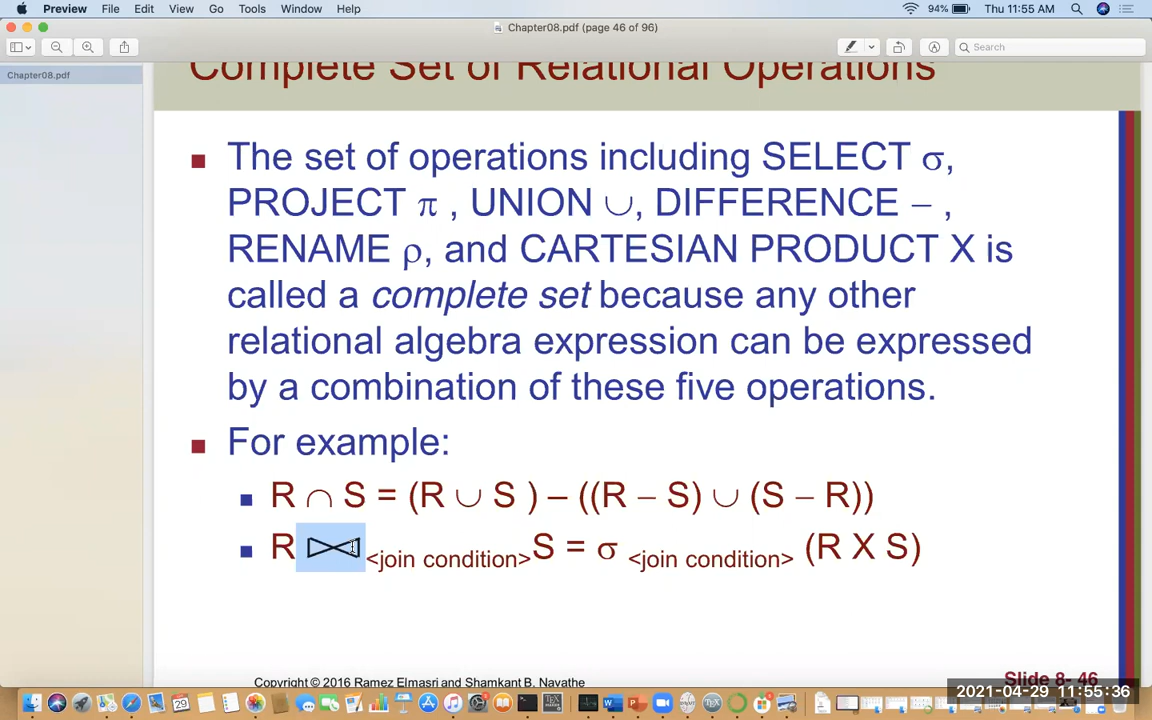 Preview File Edit View Go Tools Window Help 94% Thu 11:55 AM
Chapter08.pdf (page 46 of 96)
Search
Chapter08.pdf
Complete Set of Relational Operations
The set of operations including SELECT σ,
PROJECT π , UNION ∪, DIFFERENCE – ,
RENAME ρ, and CARTESIAN PRODUCT X is
called a complete set because any other
relational algebra expression can be expressed
by a combination of these five operations.
For example:
R ∩ S = (R ∪ S ) – ((R – S) ∪ (S – R))
R ⋈ <join condition> S = σ <join condition> (R X S)
Copyright © 2016 Ramez Elmasri and Shamkant B. Navathe
Slide 8- 46
2021-04-29 11:55:36